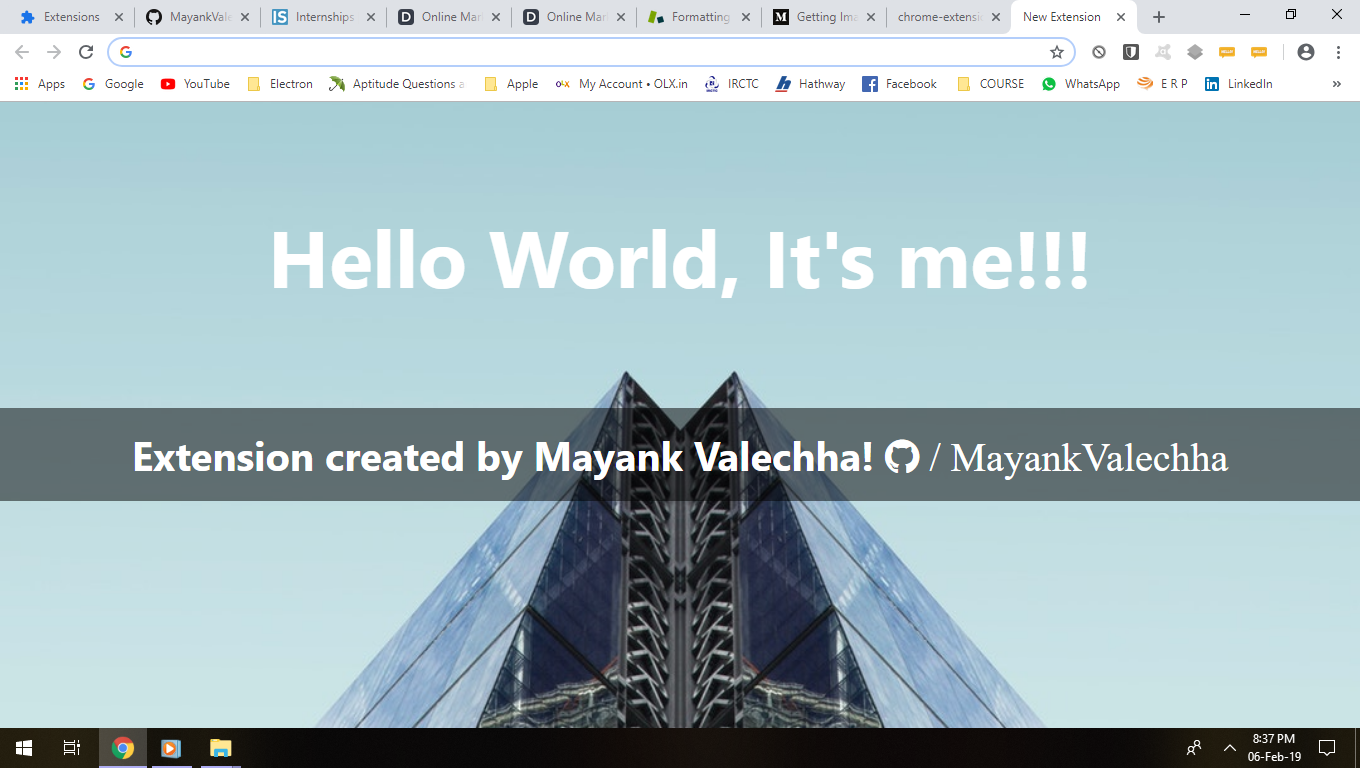 Extensions
MayankVale
Internships
Online Mar
Online Mar
Formatting
M Getting Ima
chrome-extensi
New Extension
Apps
Google
YouTube
Electron
Aptitude Questions a
Apple
olx My Account • OLX.in
IRCTC
Hathway
Facebook
COURSE
WhatsApp
E R P
in LinkedIn
»
Hello World, It's me!!!
Extension created by Mayank Valechha! / MayankValechha
8:37 PM
06-Feb-19